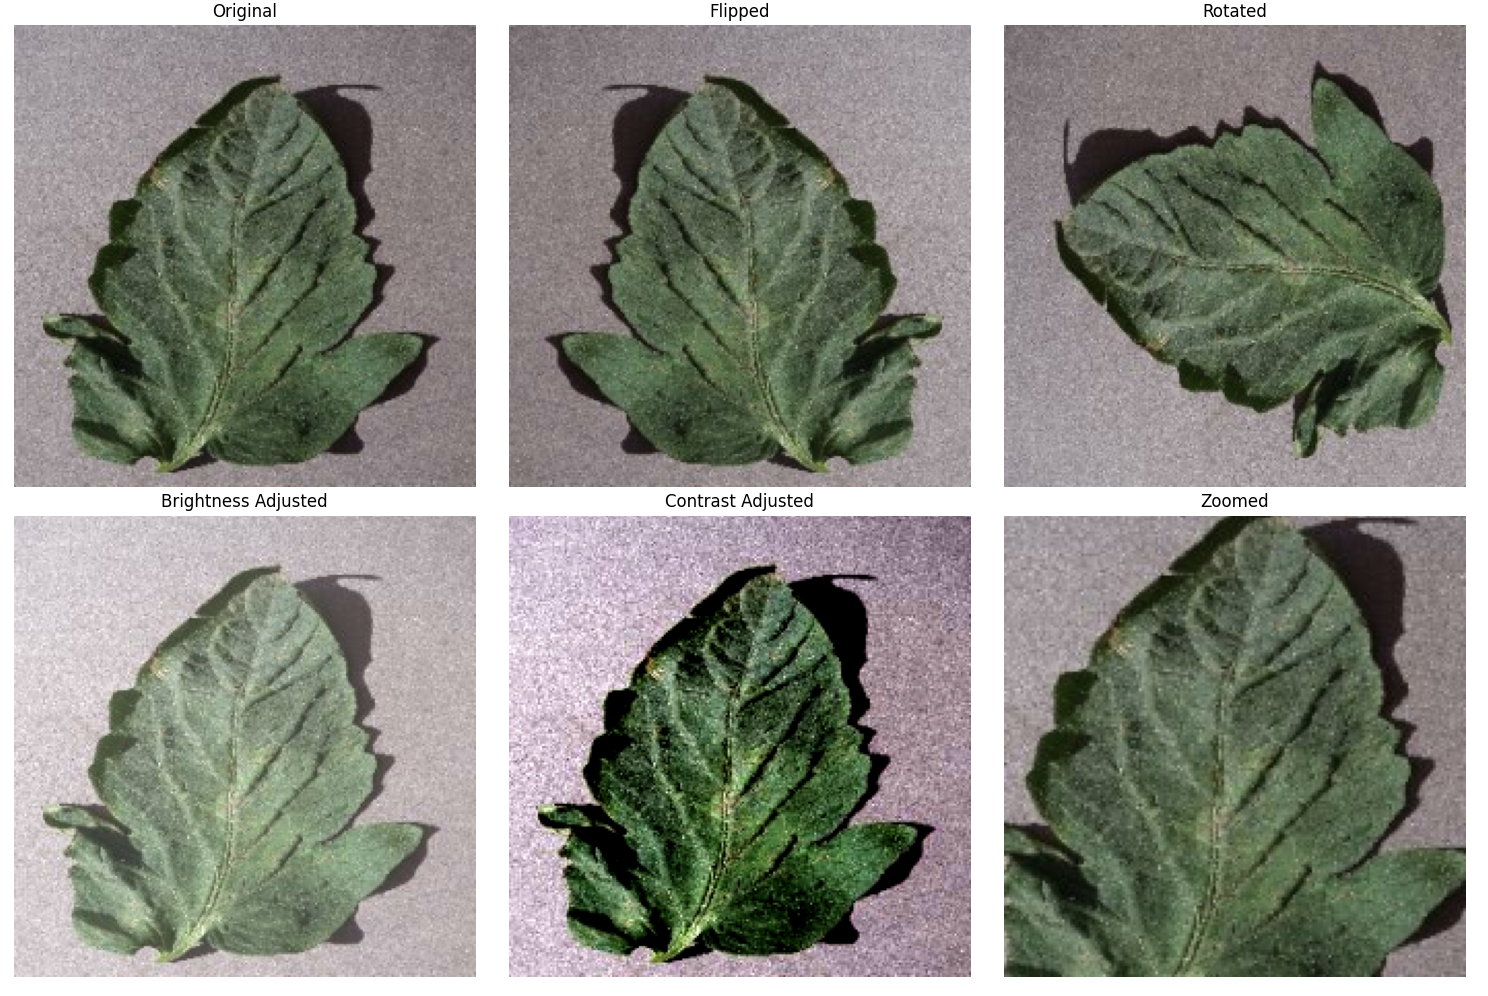 Original
Flipped
Rotated
Brightness Adjusted
Contrast Adjusted
Zoomed